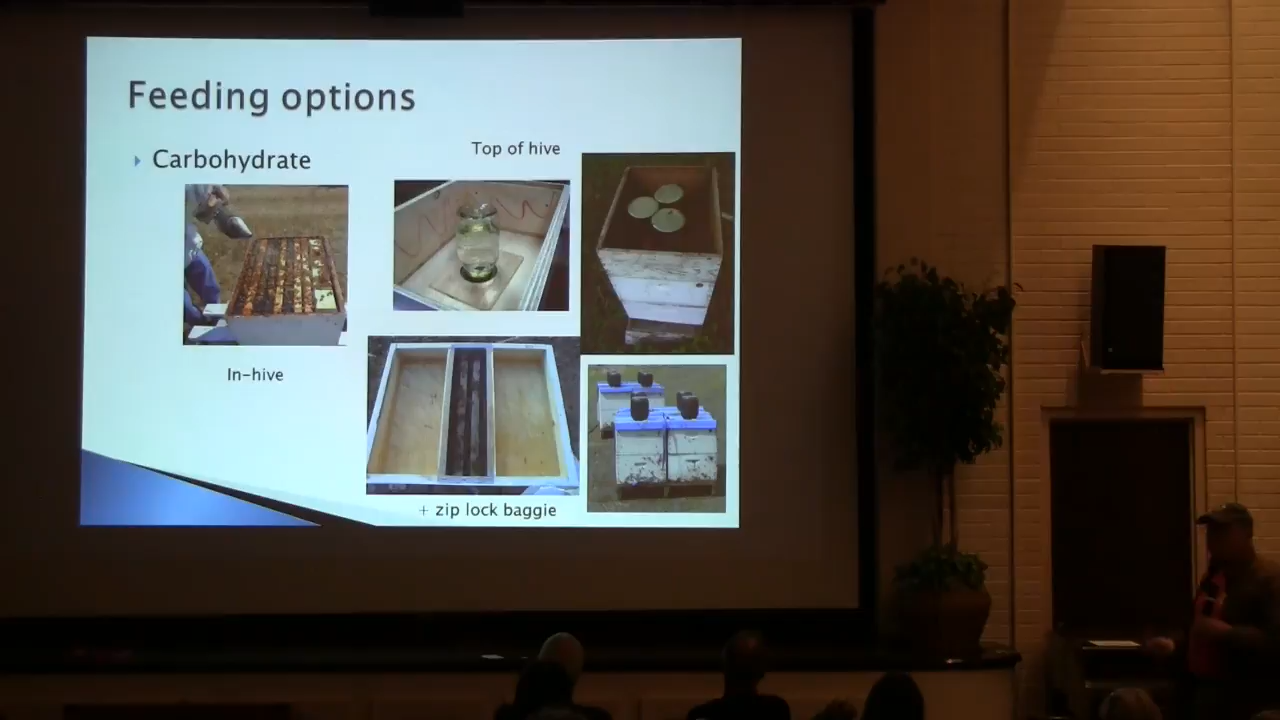 Feeding options
Carbohydrate
Top of hive
In-hive
+ zip lock baggie